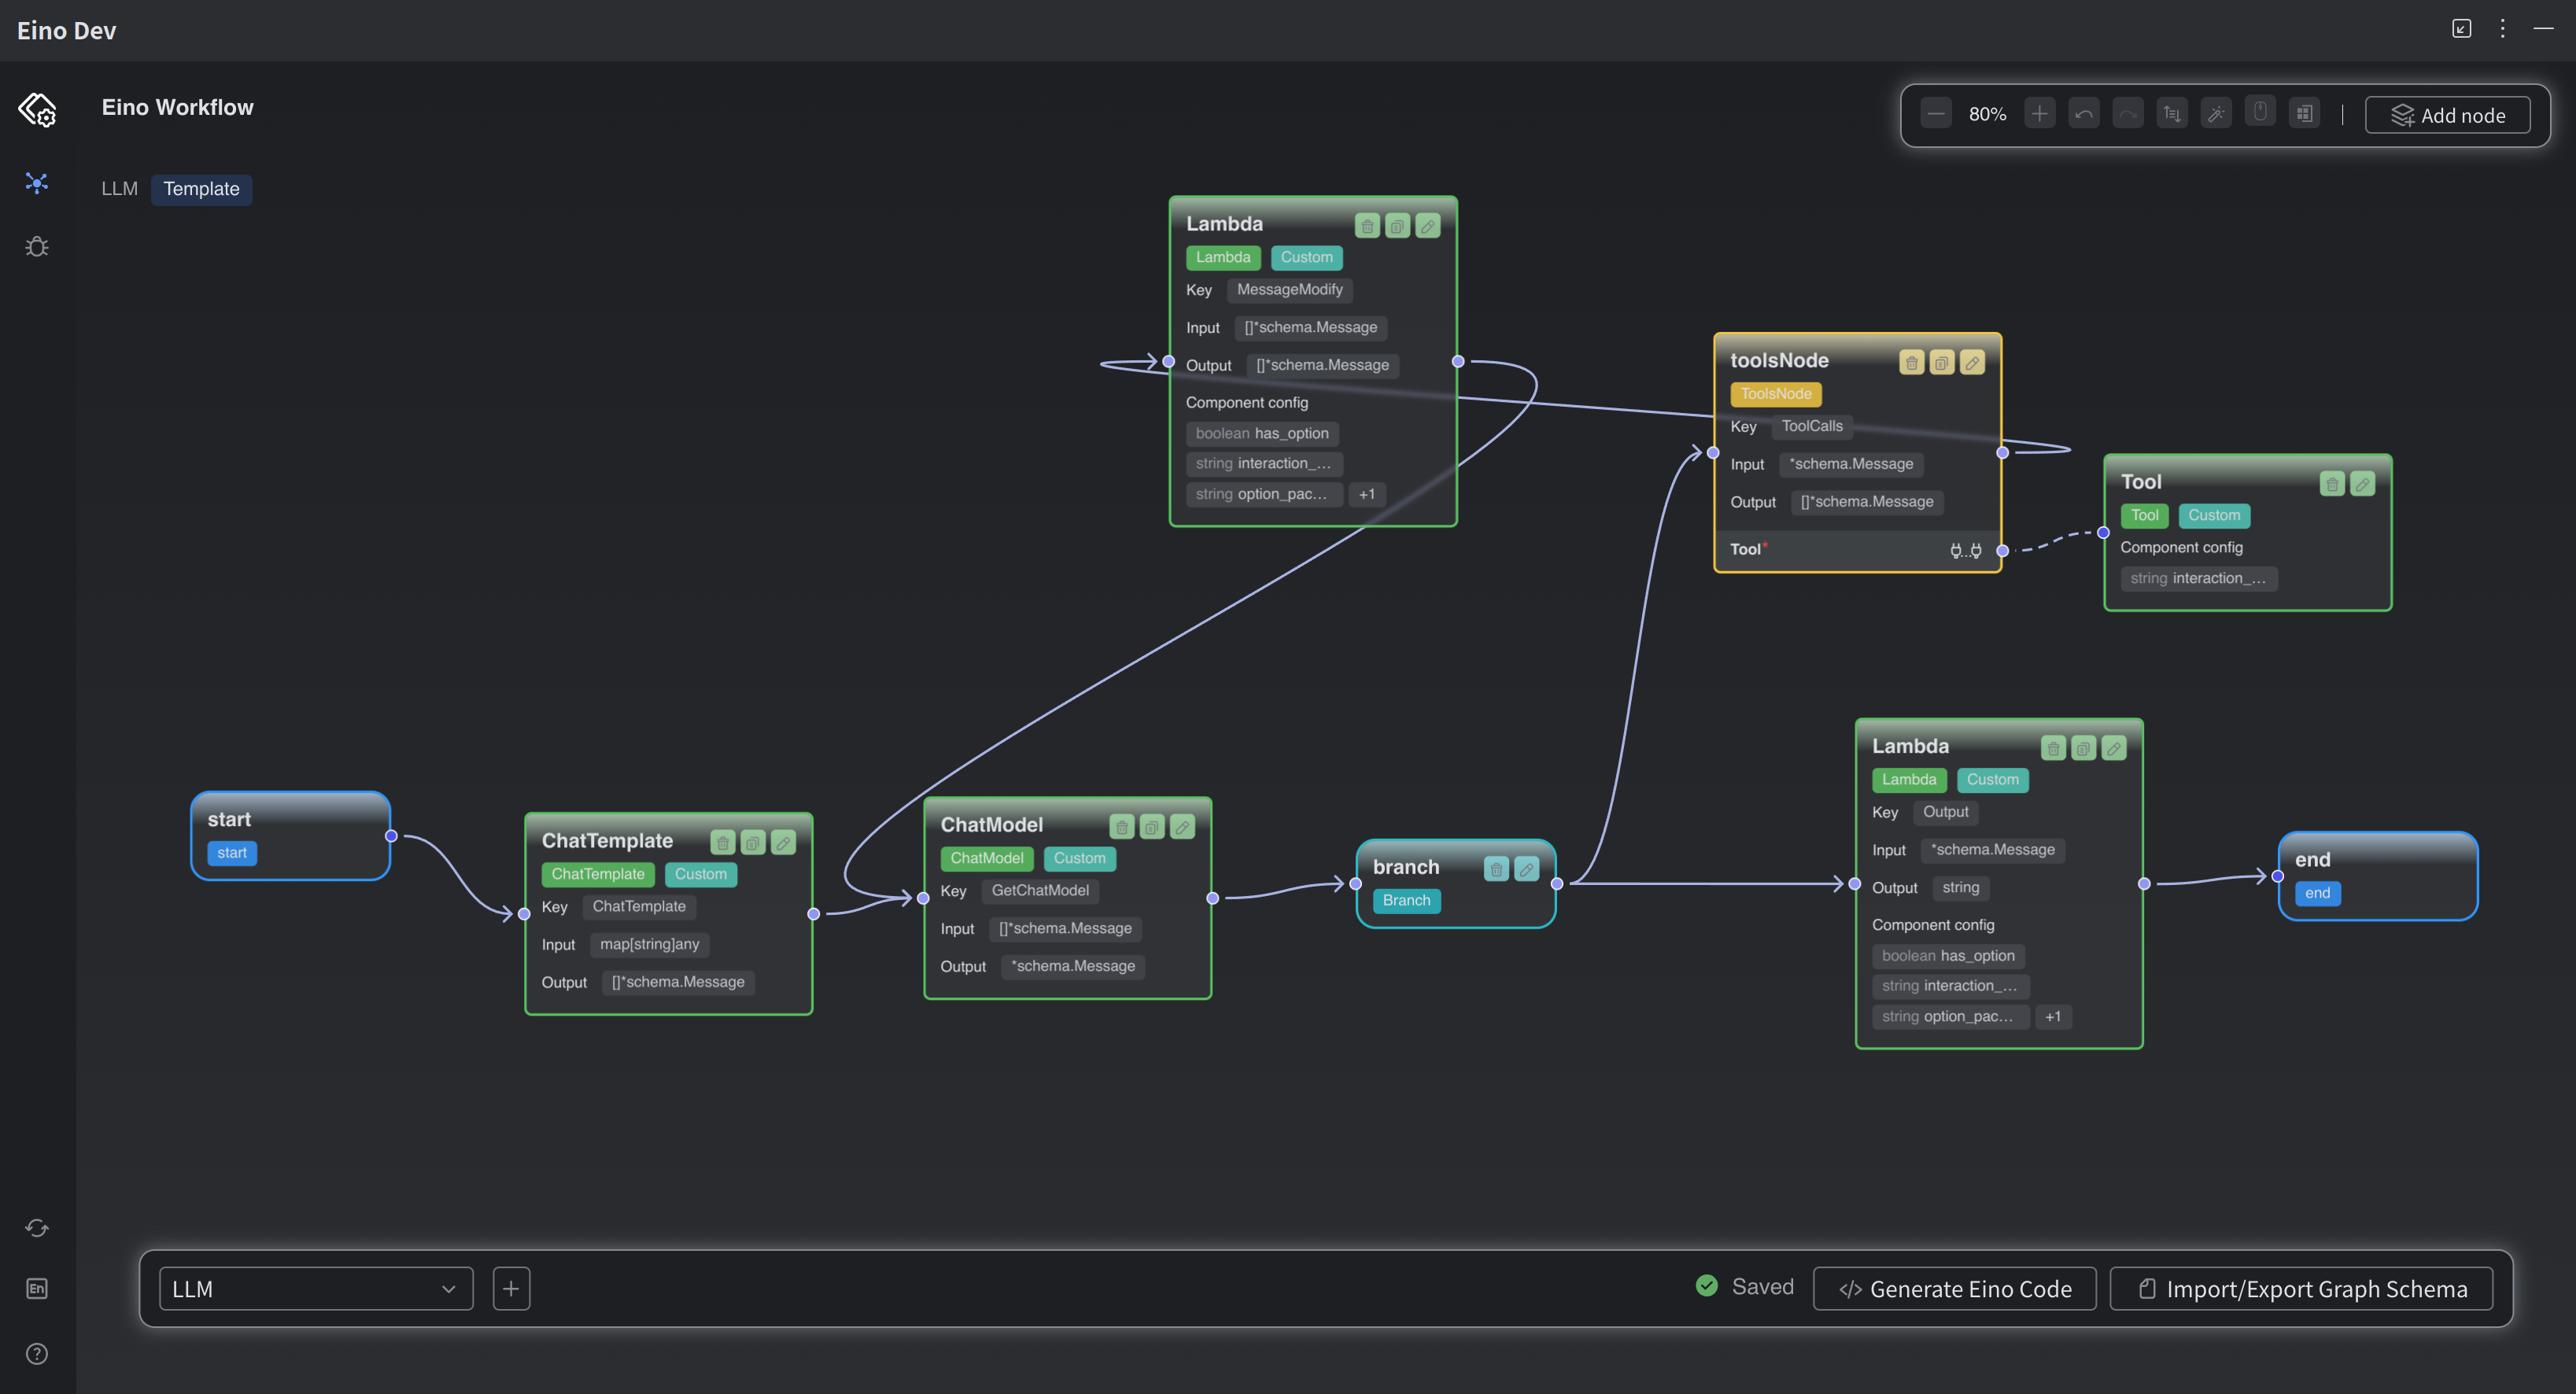 Eino Dev
Eino Workflow
80%
Add node
LLM Template
Lambda
Lambda Custom
Key MessageModify
Input []*schema.Message
Output []*schema.Message
Component config
boolean has_option
string interaction_...
string option_pac... +1
toolsNode
ToolsNode
Key ToolCalls
Input *schema.Message
Output []*schema.Message
Tool*
Tool
Tool Custom
Component config
string interaction_...
start
start
ChatTemplate
ChatTemplate Custom
Key ChatTemplate
Input map[string]any
Output []*schema.Message
ChatModel
ChatModel Custom
Key GetChatModel
Input []*schema.Message
Output *schema.Message
branch
Branch
Lambda
Lambda Custom
Key Output
Input *schema.Message
Output string
Component config
boolean has_option
string interaction_...
string option_pac... +1
end
end
En
LLM
Saved
</> Generate Eino Code
Import/Export Graph Schema